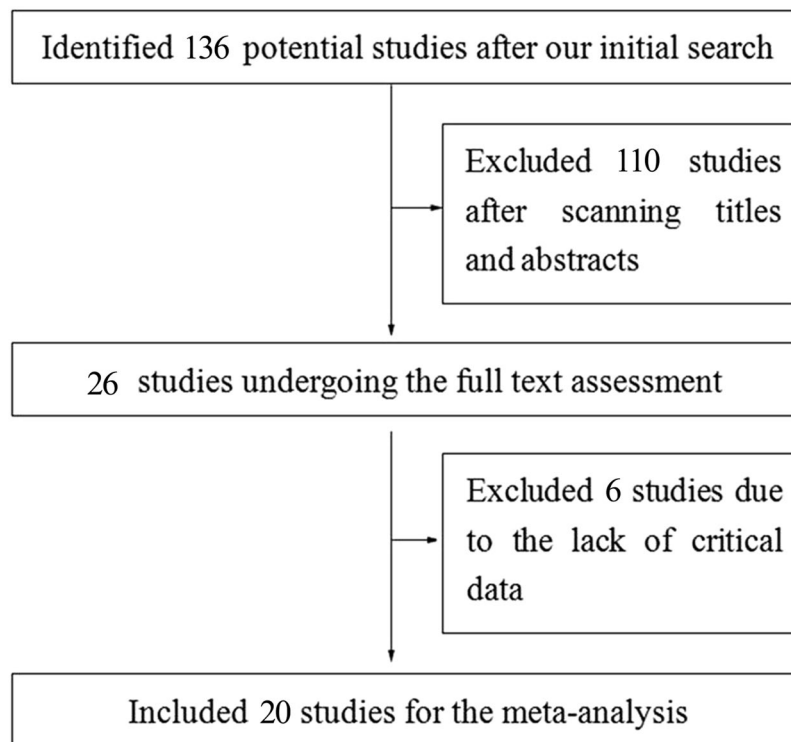 Identified 136 potential studies after our initial search
Excluded 110 studies
after scanning titles
and abstracts
26 studies undergoing the full text assessment
Excluded 6 studies due
to the lack of critical
data
Included 20 studies for the meta-analysis